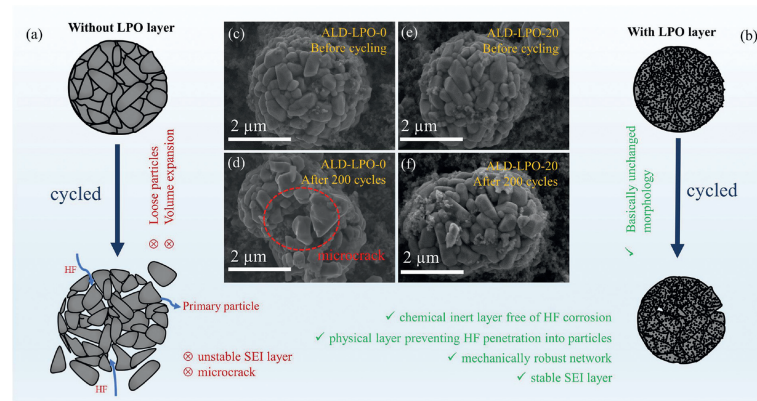 (a)
Without LPO layer
cycled
⊗ Loose particles
⊗ Volume expansion
HF
Primary particle
⊗ unstable SEI layer
⊗ microcrack
HF
(c)
ALD-LPO-0
Before cycling
2 µm
(e)
ALD-LPO-20
Before cycling
2 µm
(d)
ALD-LPO-0
After 200 cycles
microcrack
2 µm
(f)
ALD-LPO-20
After 200 cycles
2 µm
With LPO layer
(b)
✓ Basically unchanged
morphology
cycled
✓ chemical inert layer free of HF corrosion
✓ physical layer preventing HF penetration into particles
✓ mechanically robust network
✓ stable SEI layer